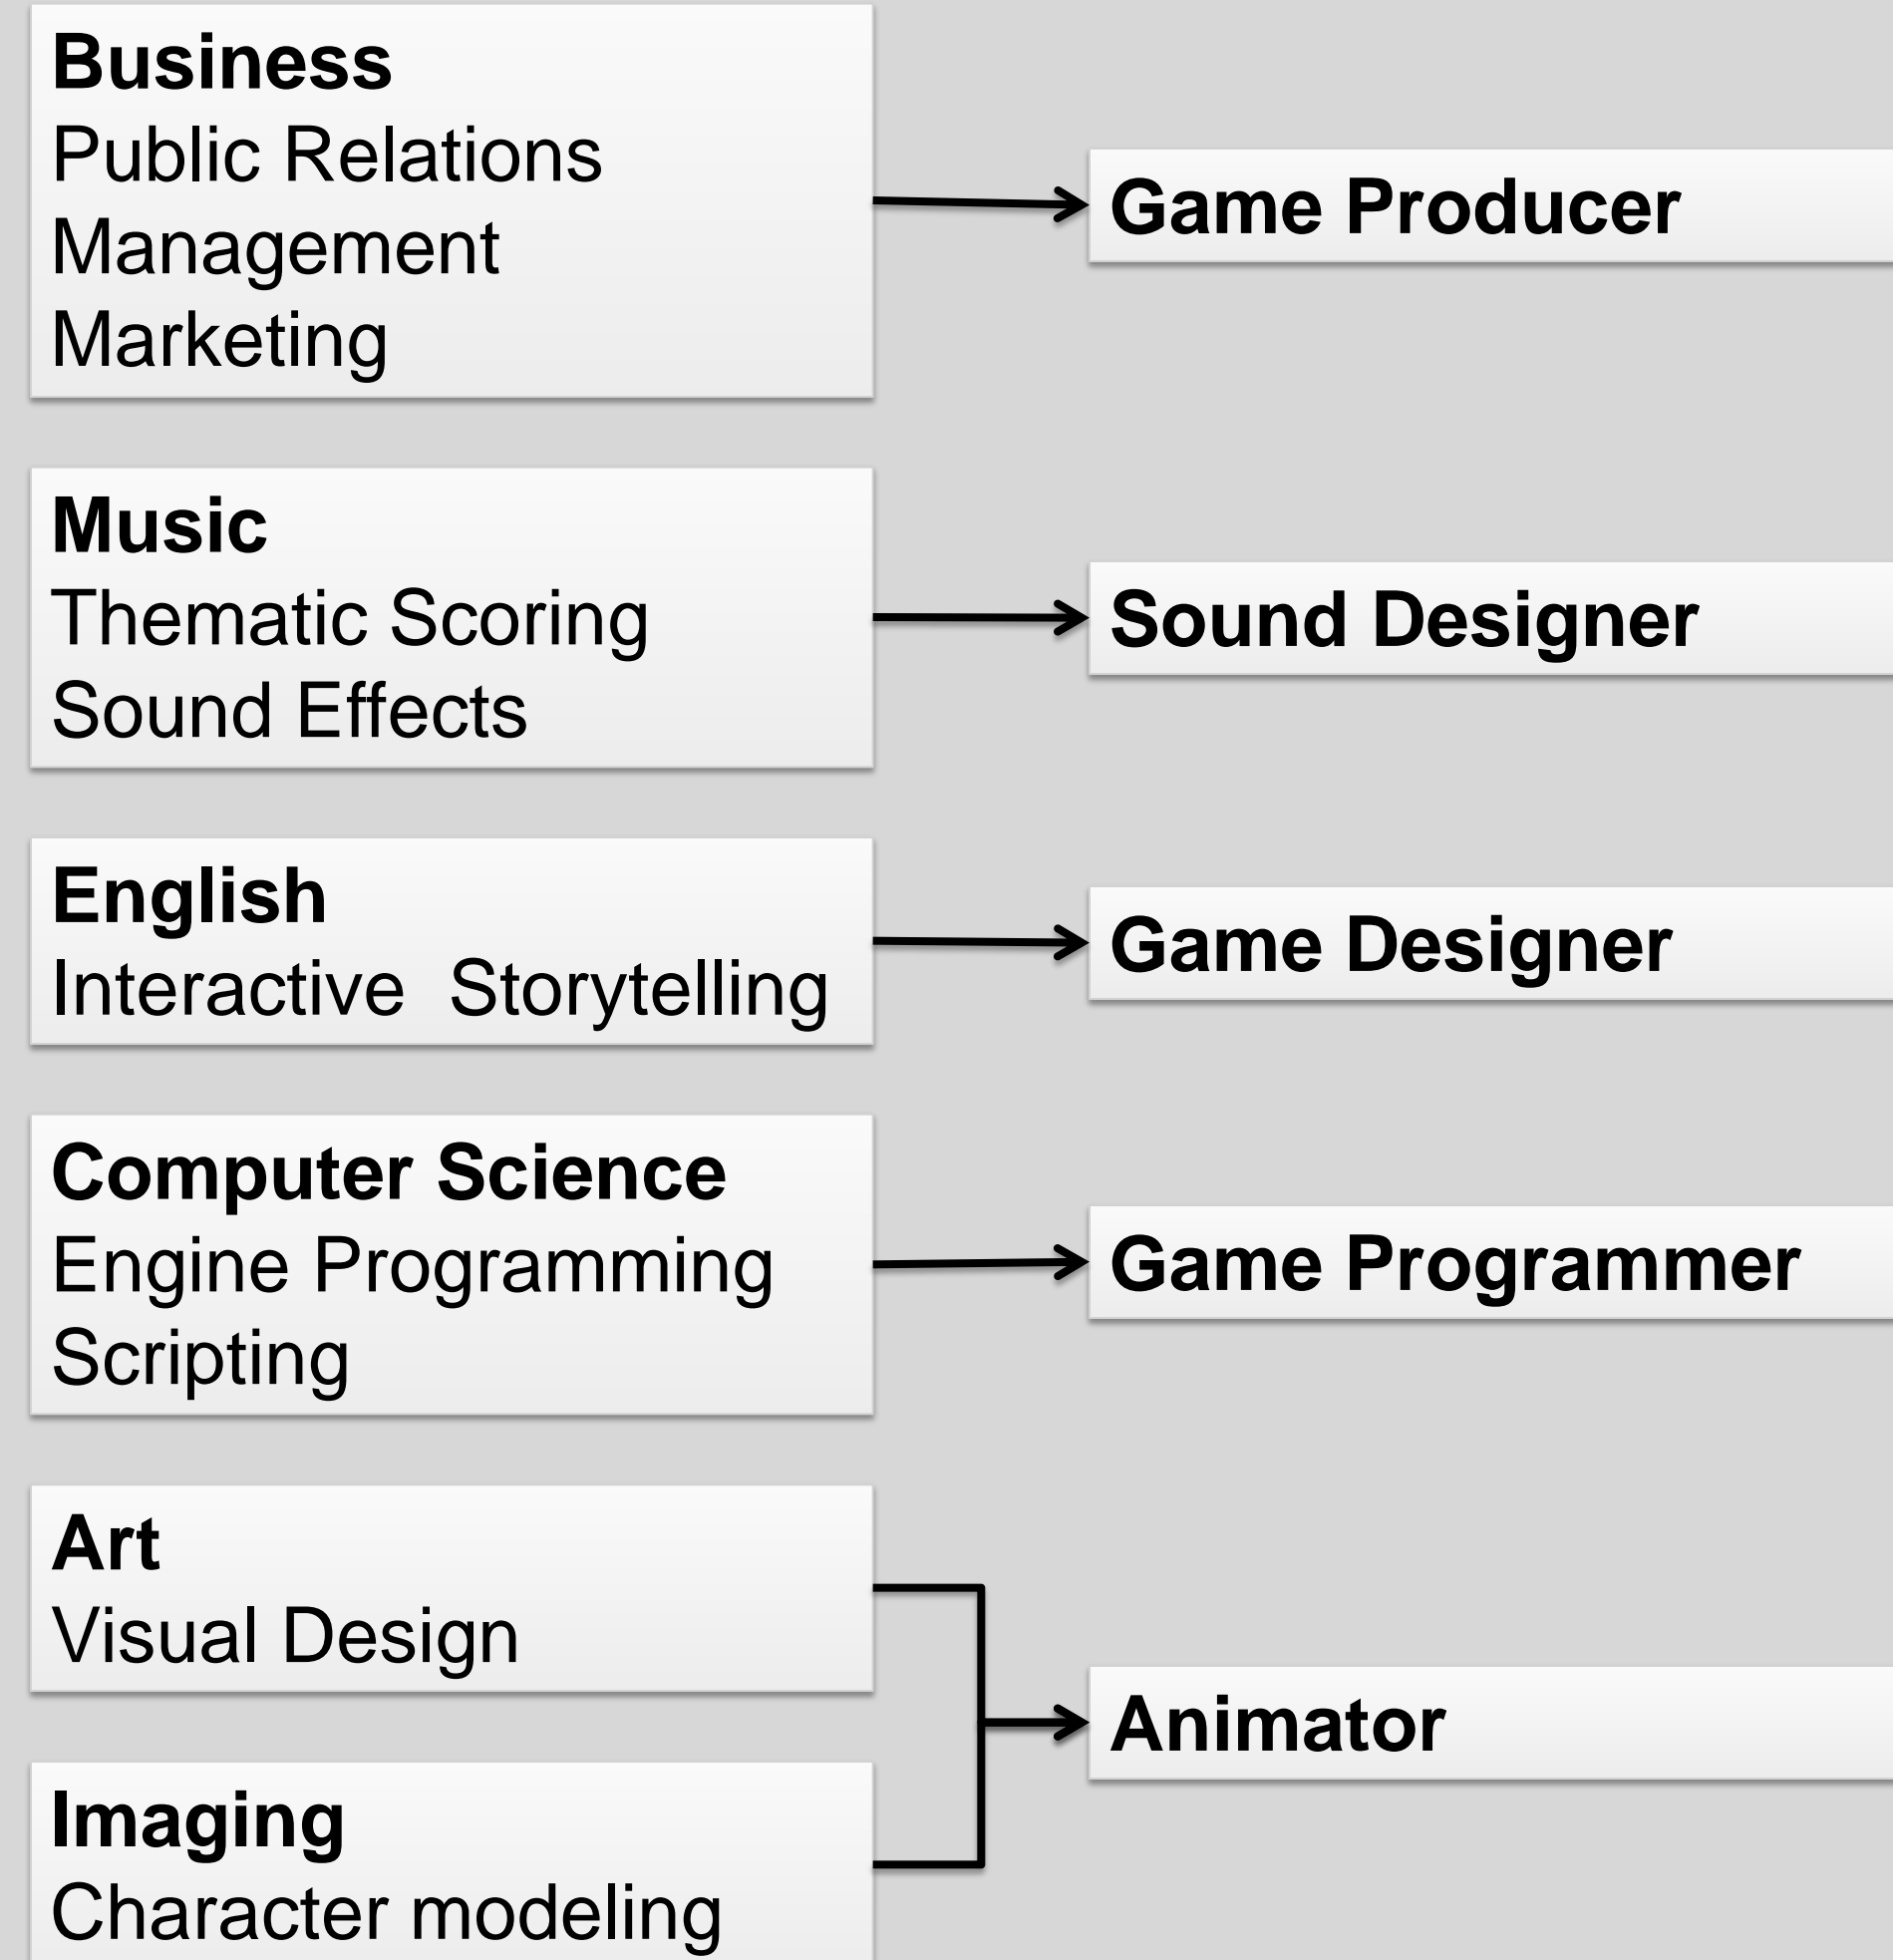 Business
Public Relations
Management
Marketing
Game Producer
Music
Thematic Scoring
Sound Effects
Sound Designer
English
Interactive  Storytelling
Game Designer
Computer Science
Engine Programming
Scripting
Game Programmer
Art
Visual Design
Animator
Imaging
Character modeling